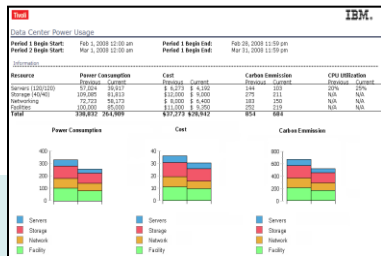 Tivoli
IBM.
Data Center Power Usage
Period 1 Begin Start: Feb 1, 2008 12:00 am Period 1 Begin End: Feb 28, 2008 11:59 pm
Period 2 Begin Start: Mar 1, 2008 12:00 am Period 2 Begin End: Mar 31, 2008 11:59 pm
Information
Resource Power Consumption Cost Carbon Emmission CPU Utilization
Previous Current Previous Current Previous Current Previous Current
Servers (120/120) 57,024 39,917 $ 6,273 $ 4,192 144 103 20% 25%
Storage (40/40) 109,085 81,813 $12,000 $ 9,000 275 211 N/A N/A
Networking 72,723 58,173 $ 8,000 $ 6,400 183 150 N/A N/A
Facilities 100,000 85,000 $11,000 $ 9,350 252 219 N/A N/A
Total 338,832 264,909 $37,273 $28,942 854 684
Power Consumption Cost Carbon Emmission
400 40 800
300 30 600
200 20 400
100 10 200
0 0 0
Servers Servers Servers
Storage Storage Storage
Network Network Network
Facility Facility Facility